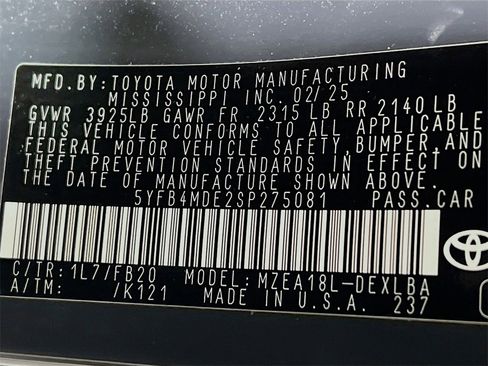 MFD.BY: TOYOTA MOTOR MANUFACTURING
MISSISSIPPI INC. 02/25
GVWR 3925LB GAWR FR 2315LB RR 2140LB
THIS VEHICLE CONFORMS TO ALL APPLICABLE
FEDERAL MOTOR VEHICLE SAFETY, BUMPER, AND
THEFT PREVENTION STANDARDS IN EFFECT ON
THE DATE OF MANUFACTURE SHOWN ABOVE.
5YFB4MDE2SP275081 PASS.CAR
C/TR: 1L7/FB20 MODEL: MZEA18L-DEXLBA
A/TM: /K121 MADE IN U.S.A. 237